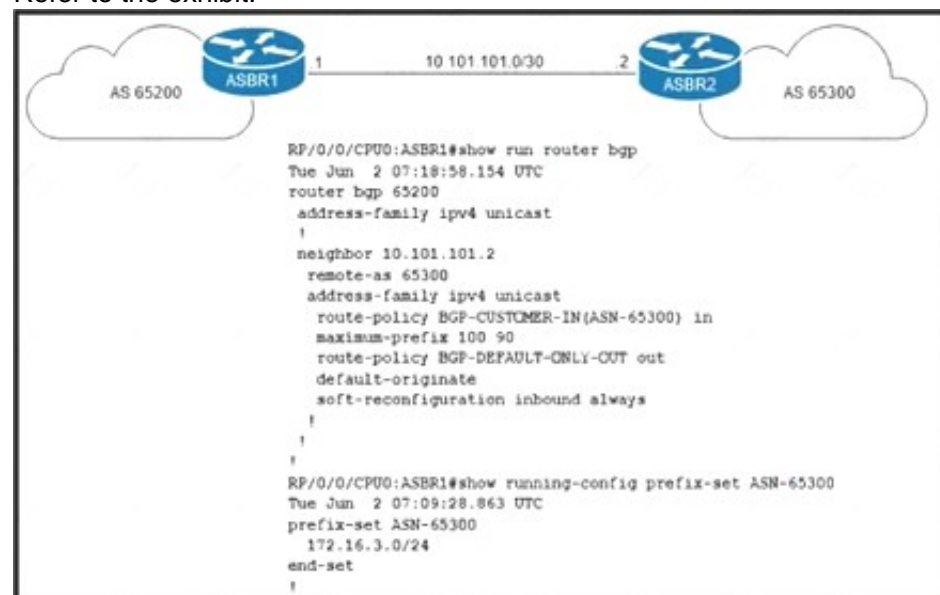 Refer to the exhibit.
AS 65200
ASBR1
.1
10.101.101.0/30
.2
ASBR2
AS 65300
RP/0/0/CPU0:ASBR1#show run router bgp
Tue Jun  2 07:18:58.154 UTC
router bgp 65200
 address-family ipv4 unicast
 !
 neighbor 10.101.101.2
  remote-as 65300
  address-family ipv4 unicast
   route-policy BGP-CUSTOMER-IN(ASN-65300) in
   maximum-prefix 100 90
   route-policy BGP-DEFAULT-ONLY-OUT out
   default-originate
   soft-reconfiguration inbound always
  !
 !
!
RP/0/0/CPU0:ASBR1#show running-config prefix-set ASN-65300
Tue Jun  2 07:09:28.863 UTC
prefix-set ASN-65300
  172.16.3.0/24
end-set
!